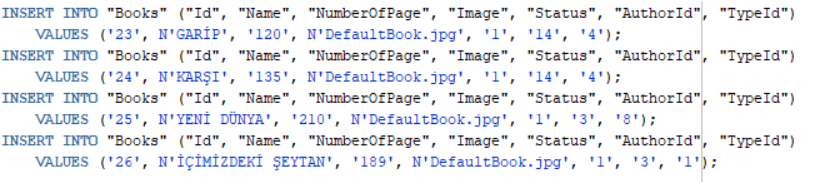 INSERT INTO "Books" ("Id", "Name", "NumberOfPage", "Image", "Status", "AuthorId", "TypeId")
VALUES ('23', N'GARİP', '120', N'DefaultBook.jpg', '1', '14', '4');
INSERT INTO "Books" ("Id", "Name", "NumberOfPage", "Image", "Status", "AuthorId", "TypeId")
VALUES ('24', N'KARŞI', '135', N'DefaultBook.jpg', '1', '14', '4');
INSERT INTO "Books" ("Id", "Name", "NumberOfPage", "Image", "Status", "AuthorId", "TypeId")
VALUES ('25', N'YENİ DÜNYA', '210', N'DefaultBook.jpg', '1', '3', '8');
INSERT INTO "Books" ("Id", "Name", "NumberOfPage", "Image", "Status", "AuthorId", "TypeId")
VALUES ('26', N'İÇİMİZDEKİ ŞEYTAN', '189', N'DefaultBook.jpg', '1', '3', '1');